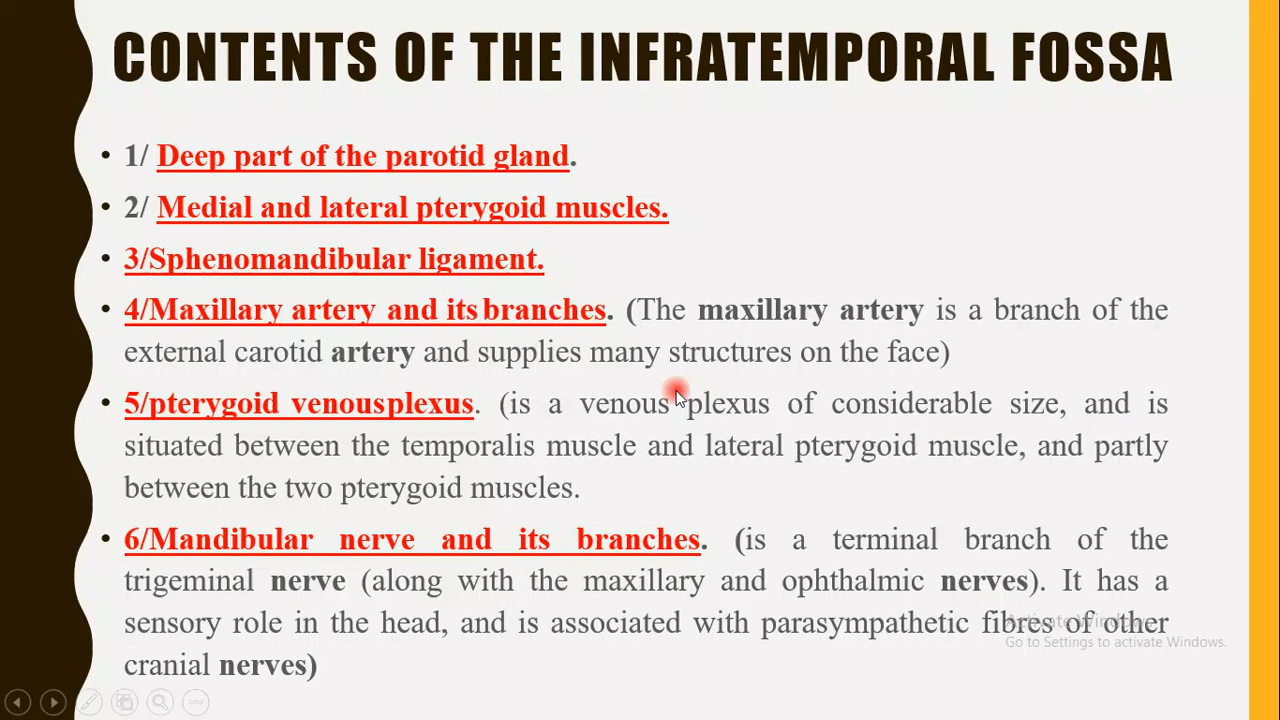 CONTENTS OF THE INFRATEMPORAL FOSSA
• 1/ Deep part of the parotid gland.
• 2/ Medial and lateral pterygoid muscles.
• 3/Sphenomandibular ligament.
• 4/Maxillary artery and its branches. (The maxillary artery is a branch of the
external carotid artery and supplies many structures on the face)
• 5/pterygoid venous plexus. (is a venous plexus of considerable size, and is
situated between the temporalis muscle and lateral pterygoid muscle, and partly
between the two pterygoid muscles.
• 6/Mandibular nerve and its branches. (is a terminal branch of the
trigeminal nerve (along with the maxillary and ophthalmic nerves). It has a
sensory role in the head, and is associated with parasympathetic fibres of other
cranial nerves)
Activate Windows
Go to Settings to activate Windows.